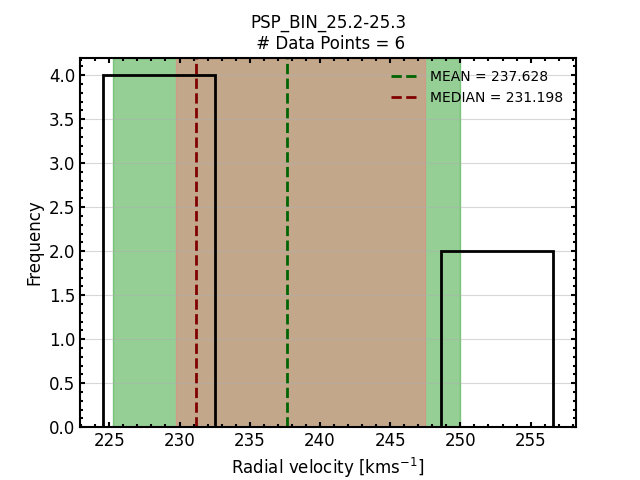 PSP_BIN_25.2-25.3
# Data Points = 6
MEAN = 237.628
MEDIAN = 231.198
4.0
3.5
3.0
2.5
2.0
1.5
1.0
0.5
0.0
Frequency
225 230 235 240 245 250 255
Radial velocity [kms⁻¹]